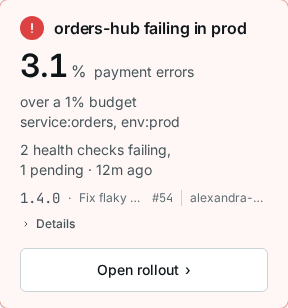 ! orders-hub failing in prod
3.1 % payment errors
over a 1% budget
service:orders, env:prod
2 health checks failing,
1 pending · 12m ago
1.4.0 · Fix flaky … #54 alexandra-…
› Details
Open rollout ›